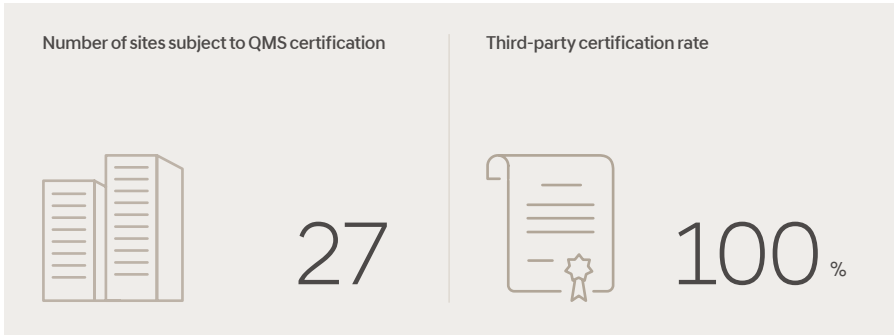 Number of sites subject to QMS certification
27
Third-party certification rate
100 %